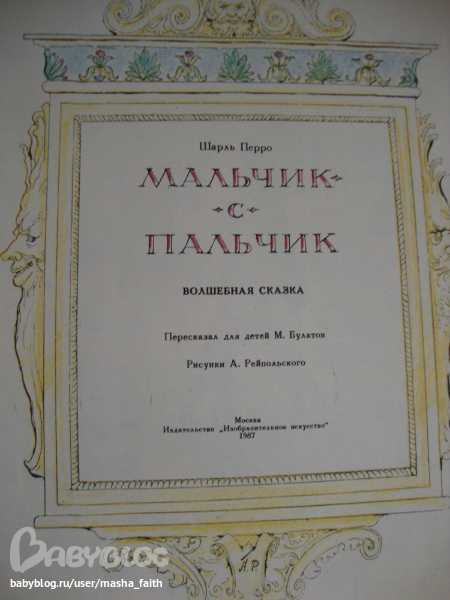 Шарль Перро
МАЛЬЧИК-
-С-
ПАЛЬЧИК
ВОЛШЕБНАЯ СКАЗКА
Пересказал для детей М. Булатов
Рисунки А. Рейпольского
Москва
Издательство „Изобразительное искусство"
1987
А.Р
BABYBLOG
babyblog.ru/user/masha_faith